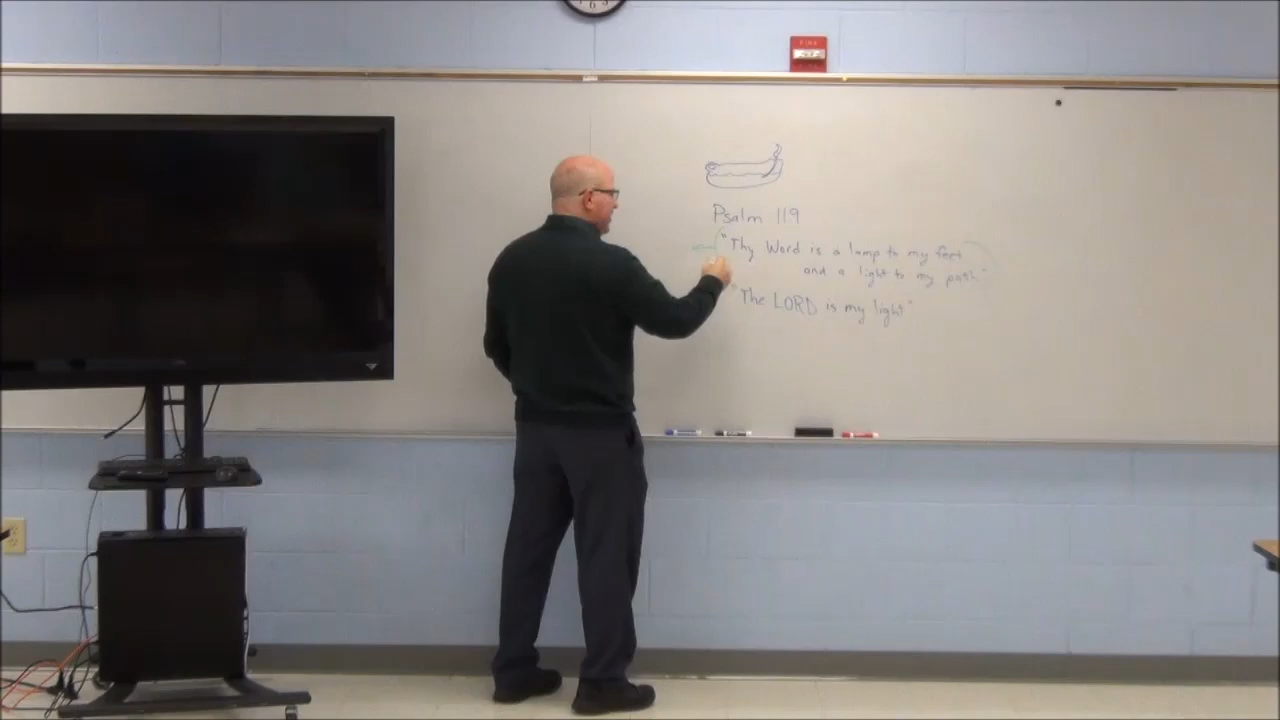 FIRE
Psalm 119
"Thy Word is a lamp to my feet
and a light to my path"
"The LORD is my light"